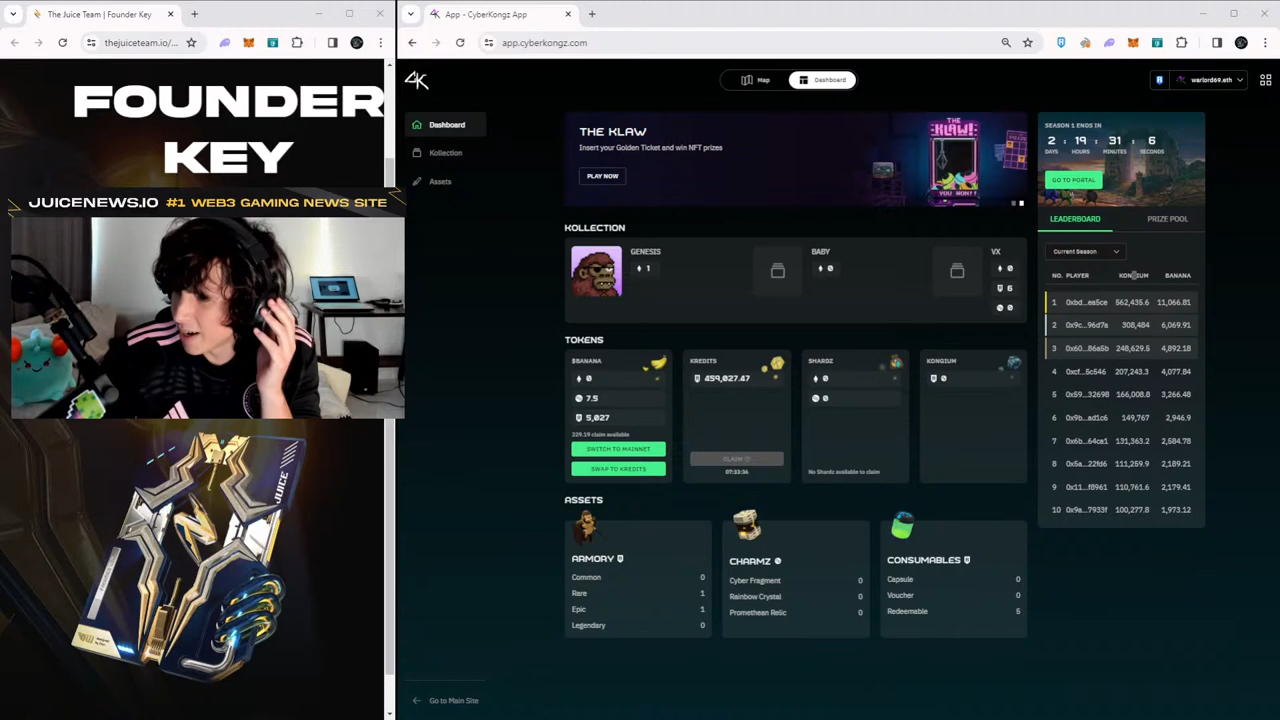 The Juice Team | Founder Key
thejuiceteam.io/...
FOUNDER
KEY
JUICENEWS.IO #1 WEB3 GAMING NEWS SITE
JUICE
App - CyberKongz App
app.cyberkongz.com
Map
Dashboard
warlord69.eth
Dashboard
Kollection
Assets
THE KLAW
Insert your Golden Ticket and win NFT prizes
PLAY NOW
THE
KLAW!
YOU WON!!
KOLLECTION
GENESIS
1
BABY
0
VX
0
6
0
TOKENS
$BANANA
0
7.5
5,027
229.19 claim available
SWITCH TO MAINNET
SWAP TO KREDITS
KREDITS
459,027.47
CLAIM
07:33:36
SHARDZ
0
0
No Shardz available to claim
KONGIUM
0
ASSETS
ARMORY
Common 0
Rare 1
Epic 1
Legendary 0
CHARMZ
Cyber Fragment 0
Rainbow Crystal 0
Promethean Relic 0
CONSUMABLES
Capsule 0
Voucher 0
Redeemable 5
SEASON 1 ENDS IN
2 : 19 : 31 : 6
DAYS HOURS MINUTES SECONDS
GO TO PORTAL
LEADERBOARD PRIZE POOL
Current Season
NO. PLAYER KONGIUM BANANA
1 0xbd...ea5ce 562,435.6 11,066.81
2 0x9c...96d7a 308,484 6,069.91
3 0x60...86a5b 248,629.5 4,892.18
4 0xcf...5c546 207,243.3 4,077.84
5 0x59...32698 166,008.8 3,266.48
6 0x9b...ad1c6 149,767 2,946.9
7 0x6b...64ca1 131,363.2 2,584.78
8 0x5a...22fd6 111,259.9 2,189.21
9 0x11...f8961 110,761.6 2,179.41
10 0x9a...7933f 100,277.8 1,973.12
Go to Main Site